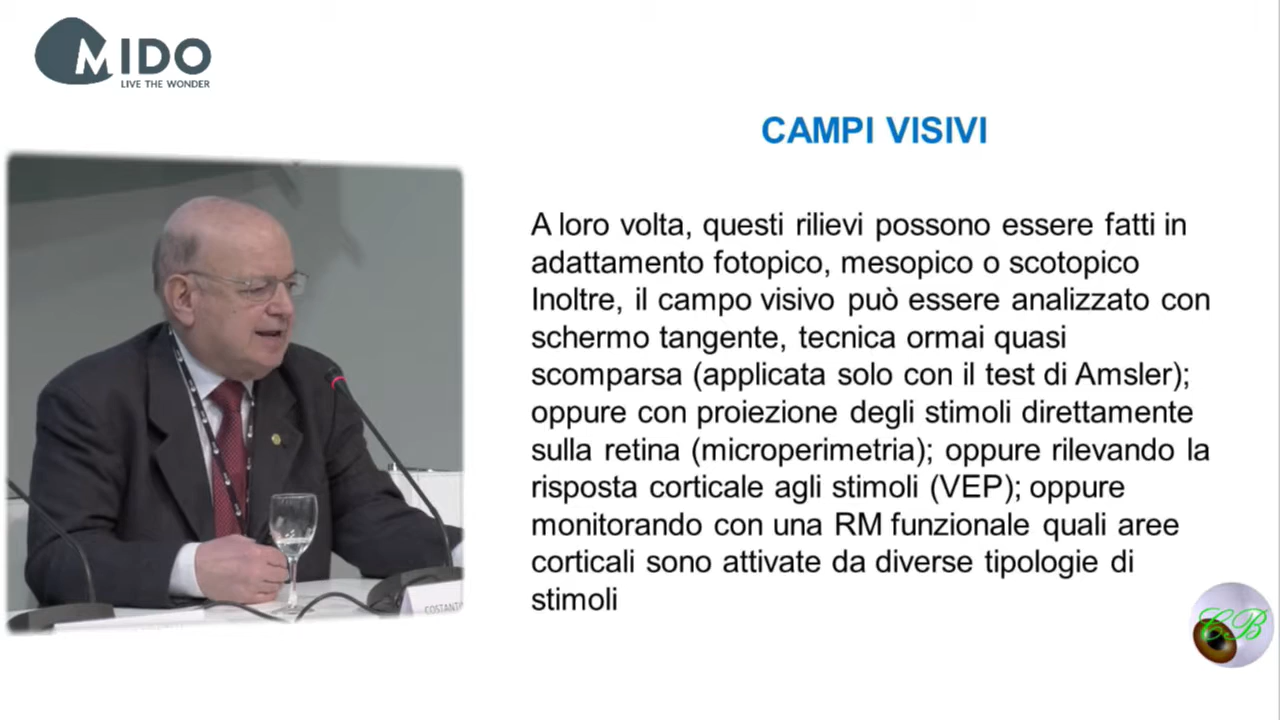 MIDO
LIVE THE WONDER
CAMPI VISIVI
A loro volta, questi rilievi possono essere fatti in
adattamento fotopico, mesopico o scotopico
Inoltre, il campo visivo può essere analizzato con
schermo tangente, tecnica ormai quasi
scomparsa (applicata solo con il test di Amsler);
oppure con proiezione degli stimoli direttamente
sulla retina (microperimetria); oppure rilevando la
risposta corticale agli stimoli (VEP); oppure
monitorando con una RM funzionale quali aree
corticali sono attivate da diverse tipologie di
stimoli
COSTANTI
CB